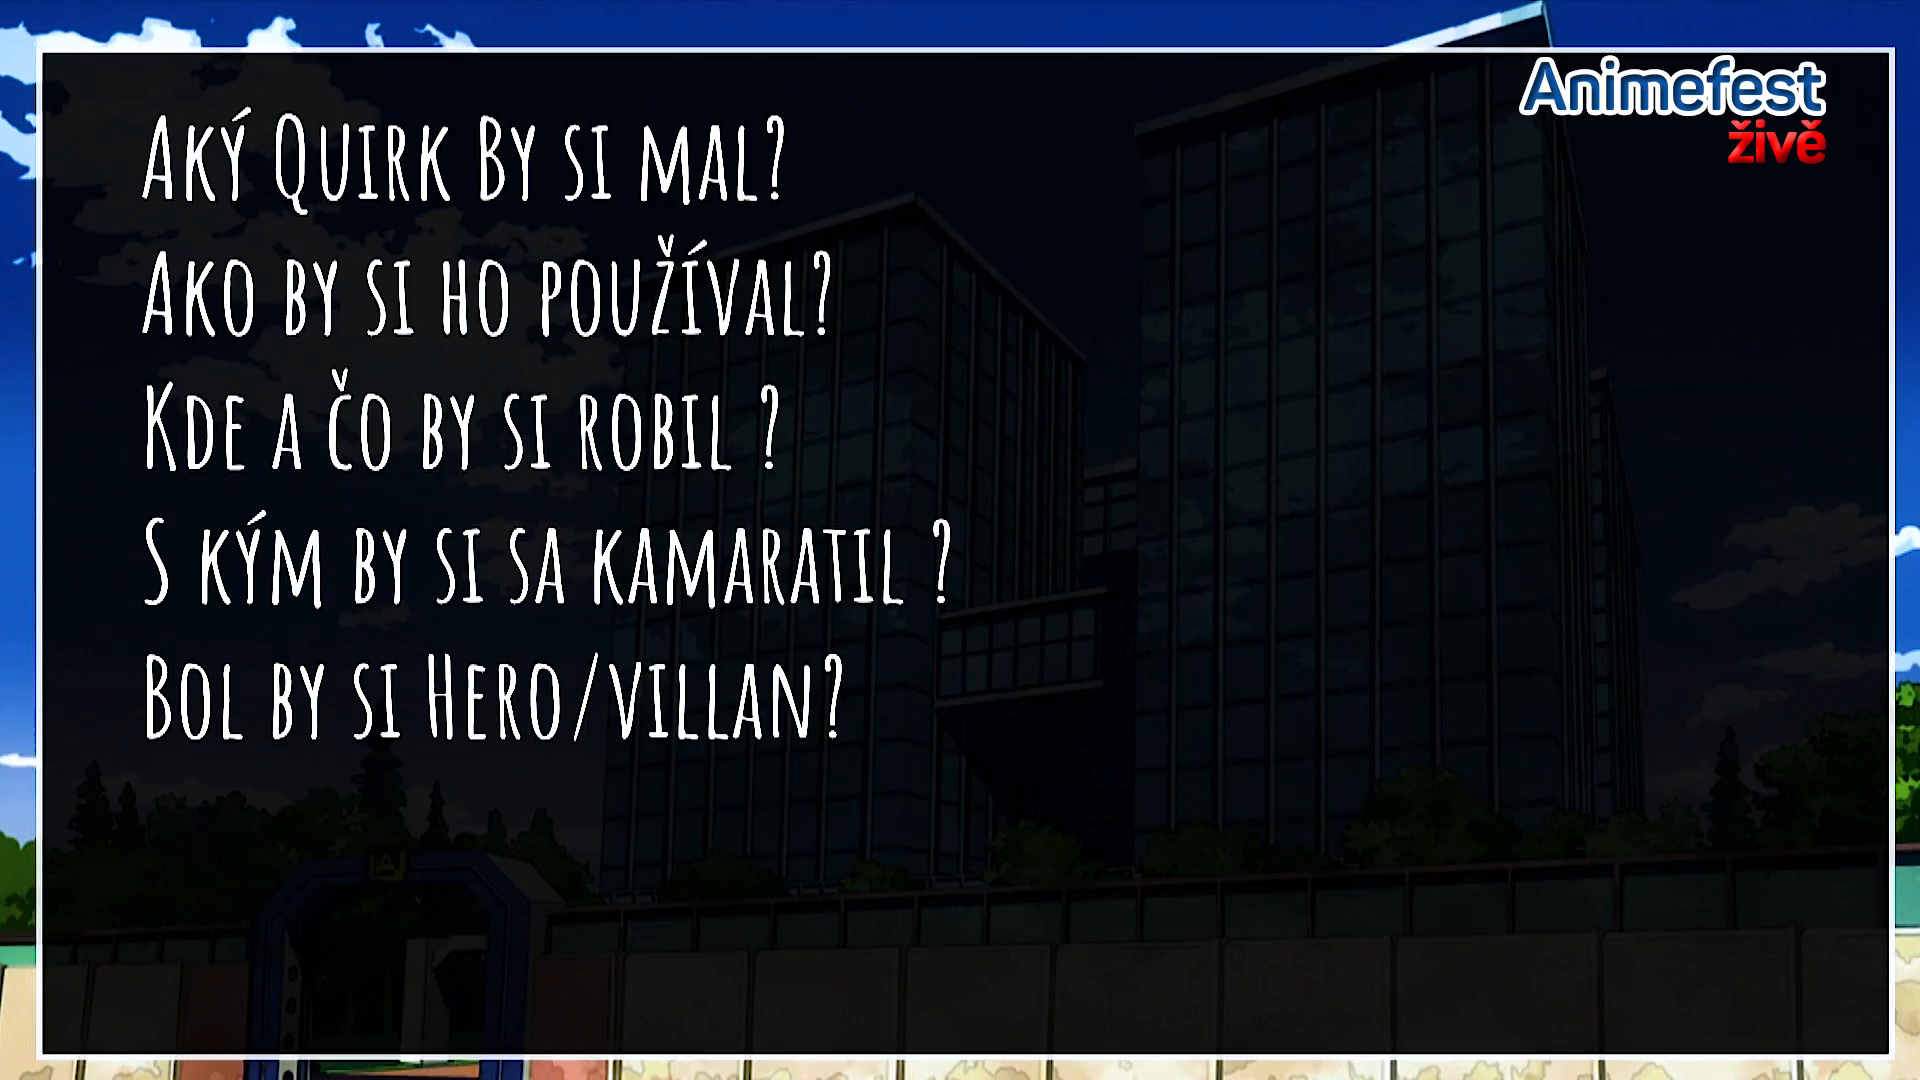 Aký Quirk By si mal?
Ako by si ho používal?
Kde a čo by si robil ?
S kým by si sa kamaratil ?
Bol by si Hero/villan?
Animefest
živě